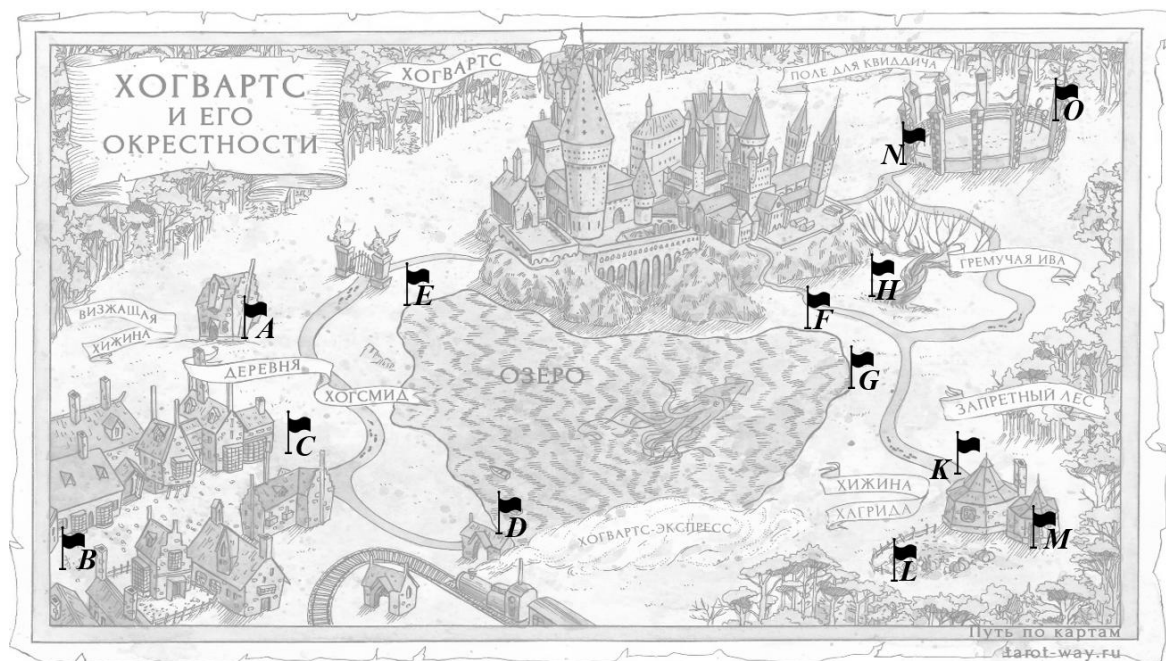 ХОГВАРТС
И ЕГО
ОКРЕСТНОСТИ
ХОГВАРТС
ПОЛЕ ДЛЯ КВИДДИЧА
O
N
ГРЕМУЧАЯ ИВА
E
H
F
ВИЗЖАЩАЯ
ХИЖИНА
A
ДЕРЕВНЯ
ХОГСМИД
ОЗЕРО
G
ЗАПРЕТНЫЙ ЛЕС
C
K
ХИЖИНА
ХАГРИДА
D
ХОГВАРТС-ЭКСПРЕСС
M
B
L
Путь по картам
tarot-way.ru